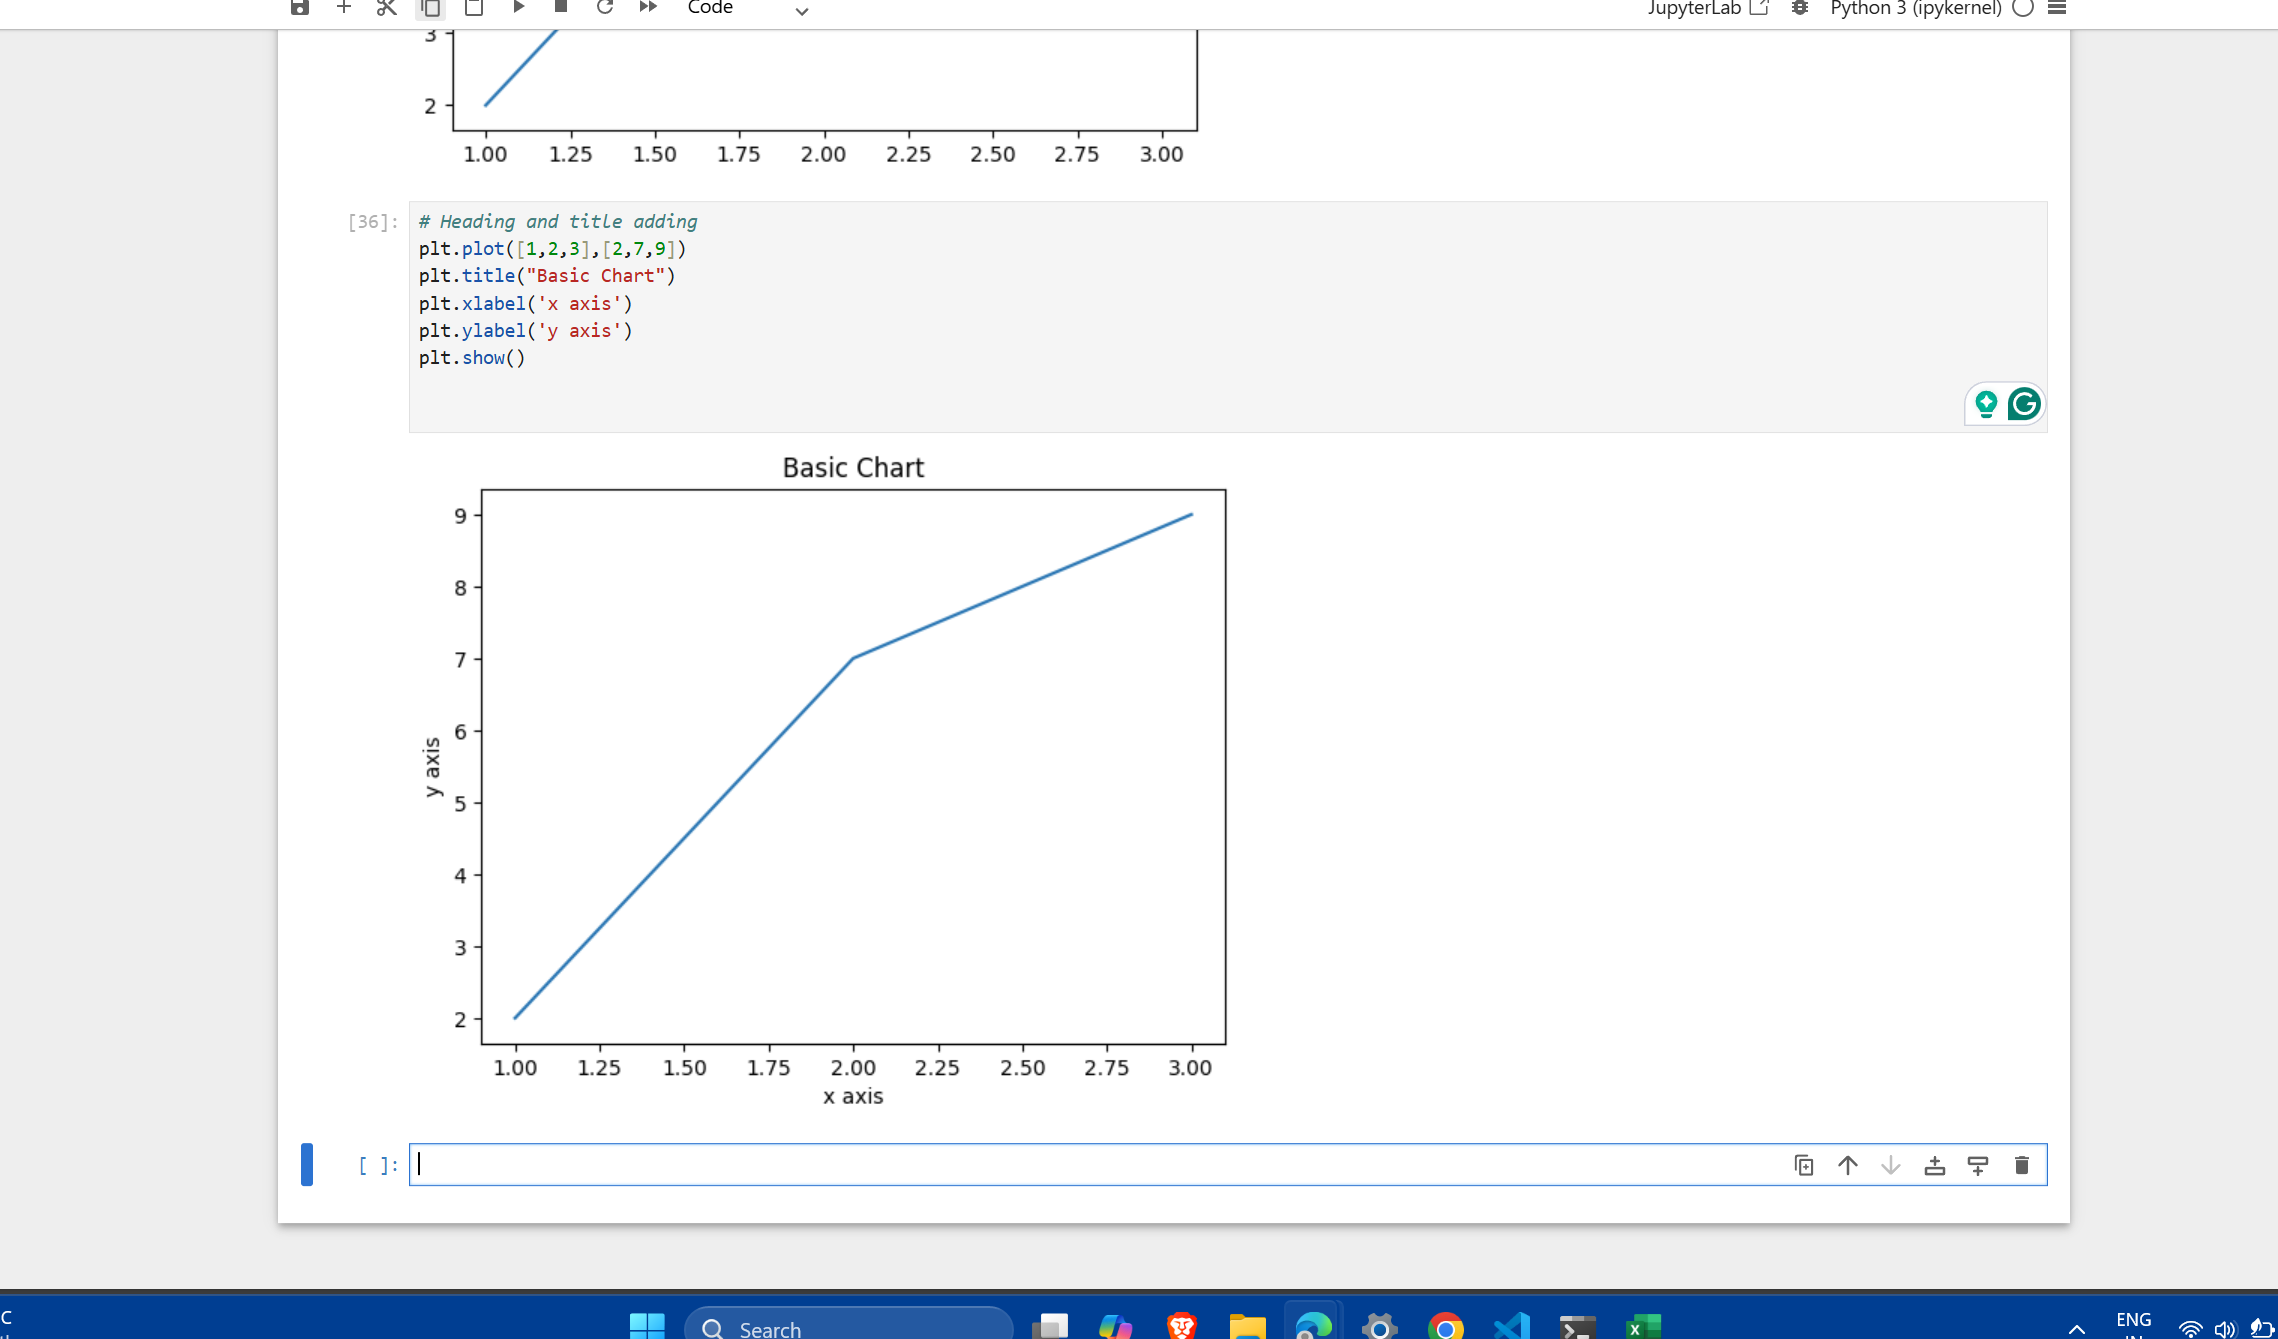 Code
JupyterLab
Python 3 (ipykernel)
3
2
1.00 1.25 1.50 1.75 2.00 2.25 2.50 2.75 3.00
[36]:
# Heading and title adding
plt.plot([1,2,3],[2,7,9])
plt.title("Basic Chart")
plt.xlabel('x axis')
plt.ylabel('y axis')
plt.show()
Basic Chart
9
8
7
6
5
4
3
2
y axis
1.00 1.25 1.50 1.75 2.00 2.25 2.50 2.75 3.00
x axis
[ ]:
C
Search
ENG
IN